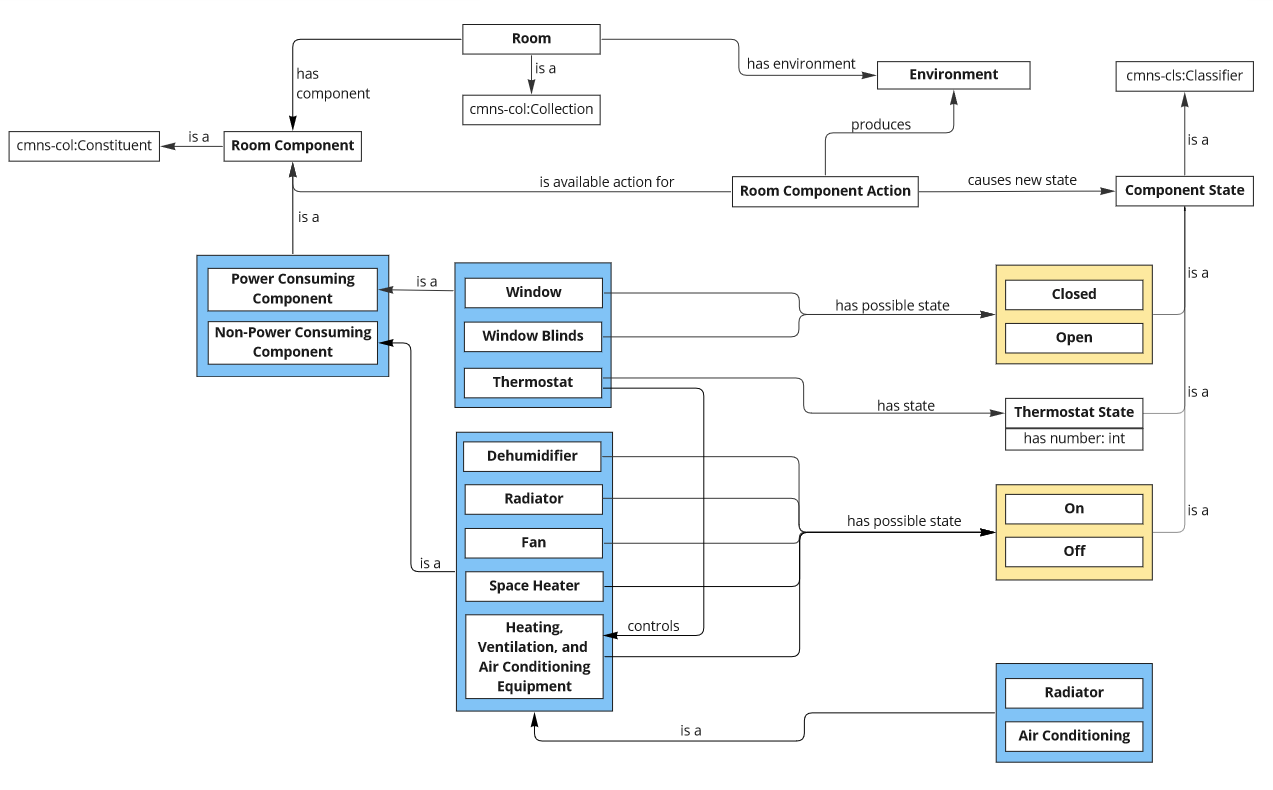 Room
has environment
Environment
cmns-cls:Classifier
is a
has
component
cmns-col:Collection
cmns-col:Constituent
is a
Room Component
produces
is a
is available action for
Room Component Action
causes new state
Component State
is a
Power Consuming
Component
Non-Power Consuming
Component
is a
Window
Window Blinds
Thermostat
has possible state
Closed
Open
is a
has state
Thermostat State
has number: int
is a
Dehumidifier
Radiator
Fan
Space Heater
Heating,
Ventilation, and
Air Conditioning
Equipment
is a
controls
has possible state
On
Off
is a
Radiator
Air Conditioning
is a